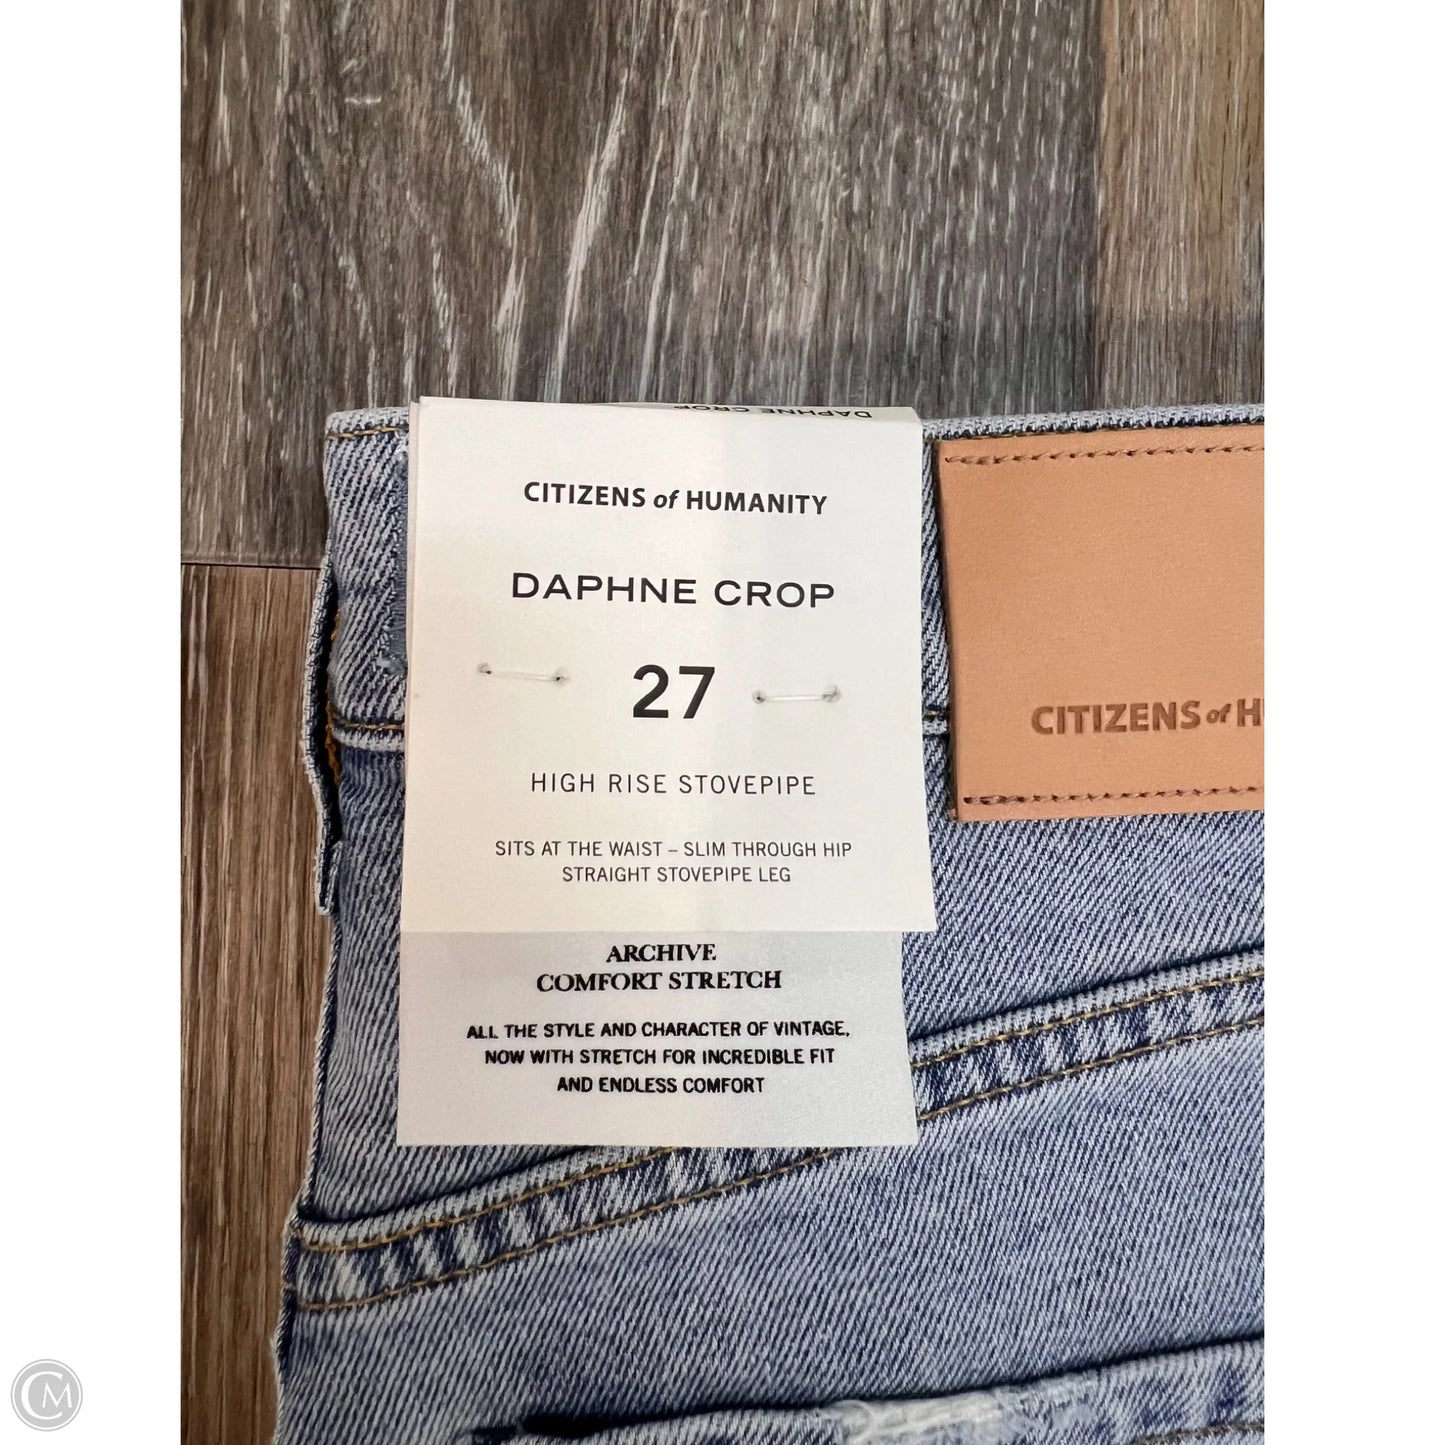 DAPHNE CROP
CITIZENS of HUMANITY
DAPHNE CROP
27
HIGH RISE STOVEPIPE
SITS AT THE WAIST – SLIM THROUGH HIP
STRAIGHT STOVEPIPE LEG
ARCHIVE
COMFORT STRETCH
ALL THE STYLE AND CHARACTER OF VINTAGE,
NOW WITH STRETCH FOR INCREDIBLE FIT
AND ENDLESS COMFORT
CITIZENS of H
CM